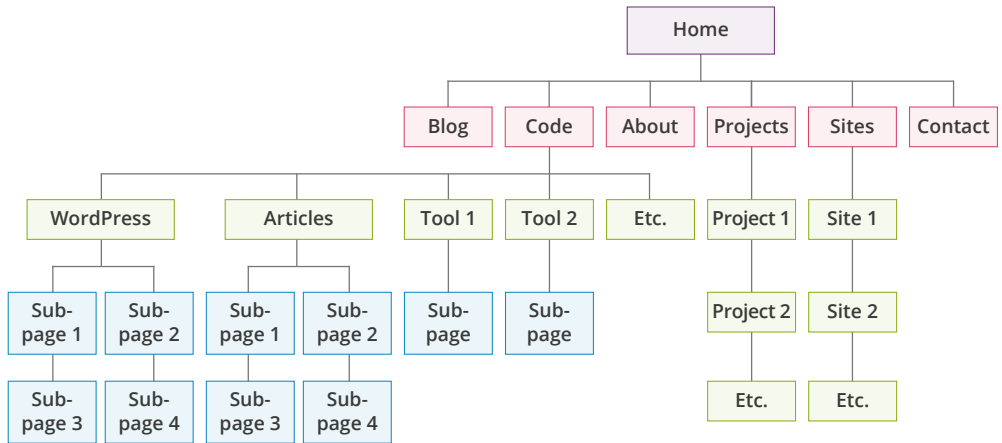 Home
Blog
Code
About
Projects
Sites
Contact
WordPress
Articles
Tool 1
Tool 2
Etc.
Project 1
Site 1
Sub-
page 1
Sub-
page 2
Sub-
page 1
Sub-
page 2
Sub-
page
Sub-
page
Project 2
Site 2
Sub-
page 3
Sub-
page 4
Sub-
page 3
Sub-
page 4
Etc.
Etc.